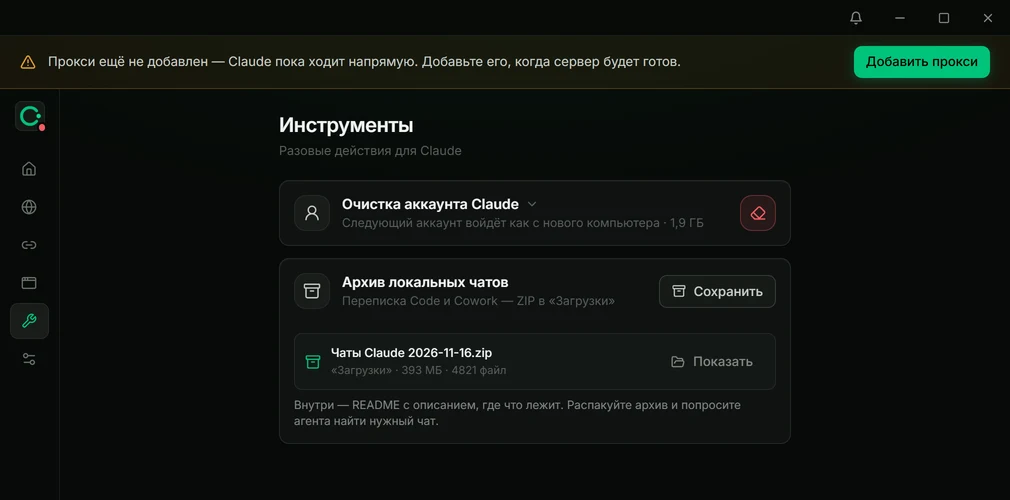 Прокси ещё не добавлен — Claude пока ходит напрямую. Добавьте его, когда сервер будет готов.
Добавить прокси
Инструменты
Разовые действия для Claude
Очистка аккаунта Claude
Следующий аккаунт войдёт как с нового компьютера · 1,9 ГБ
Архив локальных чатов
Переписка Code и Cowork — ZIP в «Загрузки»
Сохранить
Чаты Claude 2026-11-16.zip
«Загрузки» · 393 МБ · 4821 файл
Показать
Внутри — README с описанием, где что лежит. Распакуйте архив и попросите
агента найти нужный чат.